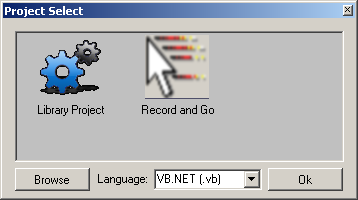 Project Select
Library Project
Record and Go
Browse
Language:
VB.NET (.vb)
Ok